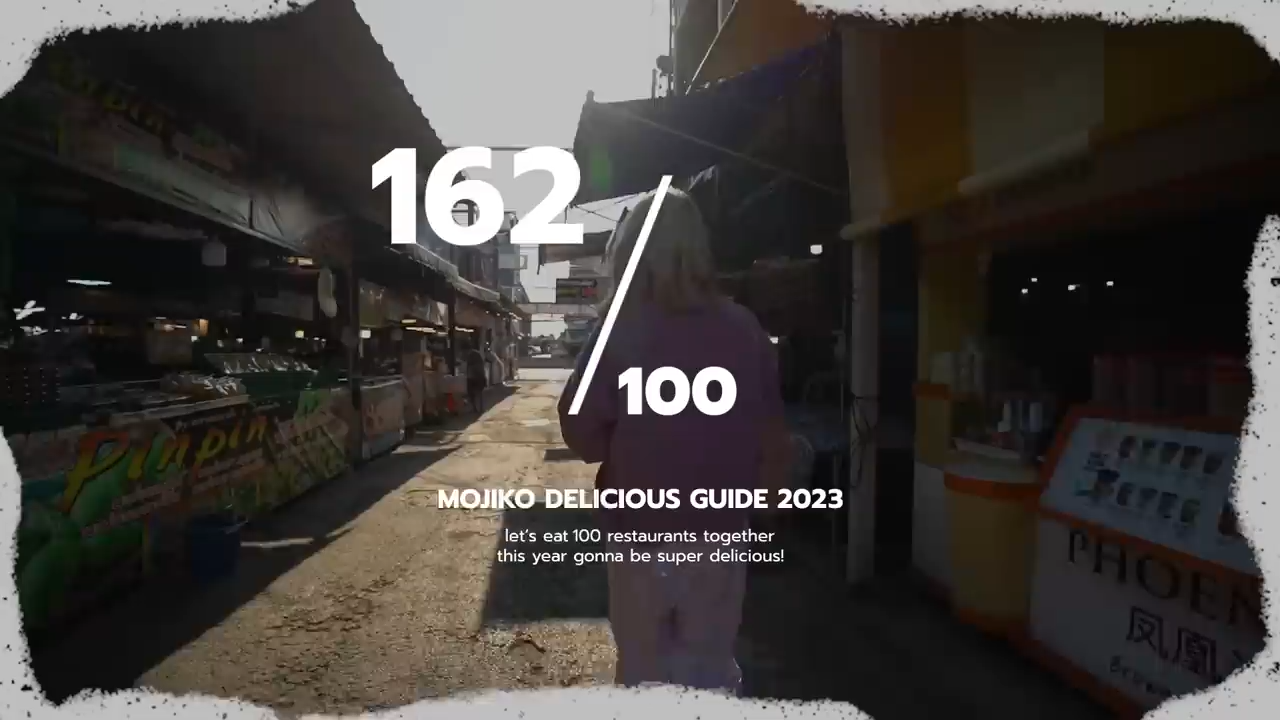 162
100
MOJIKO DELICIOUS GUIDE 2023
let's eat 100 restaurants together
this year gonna be super delicious!
Pinpin
PHOEN
凤凰